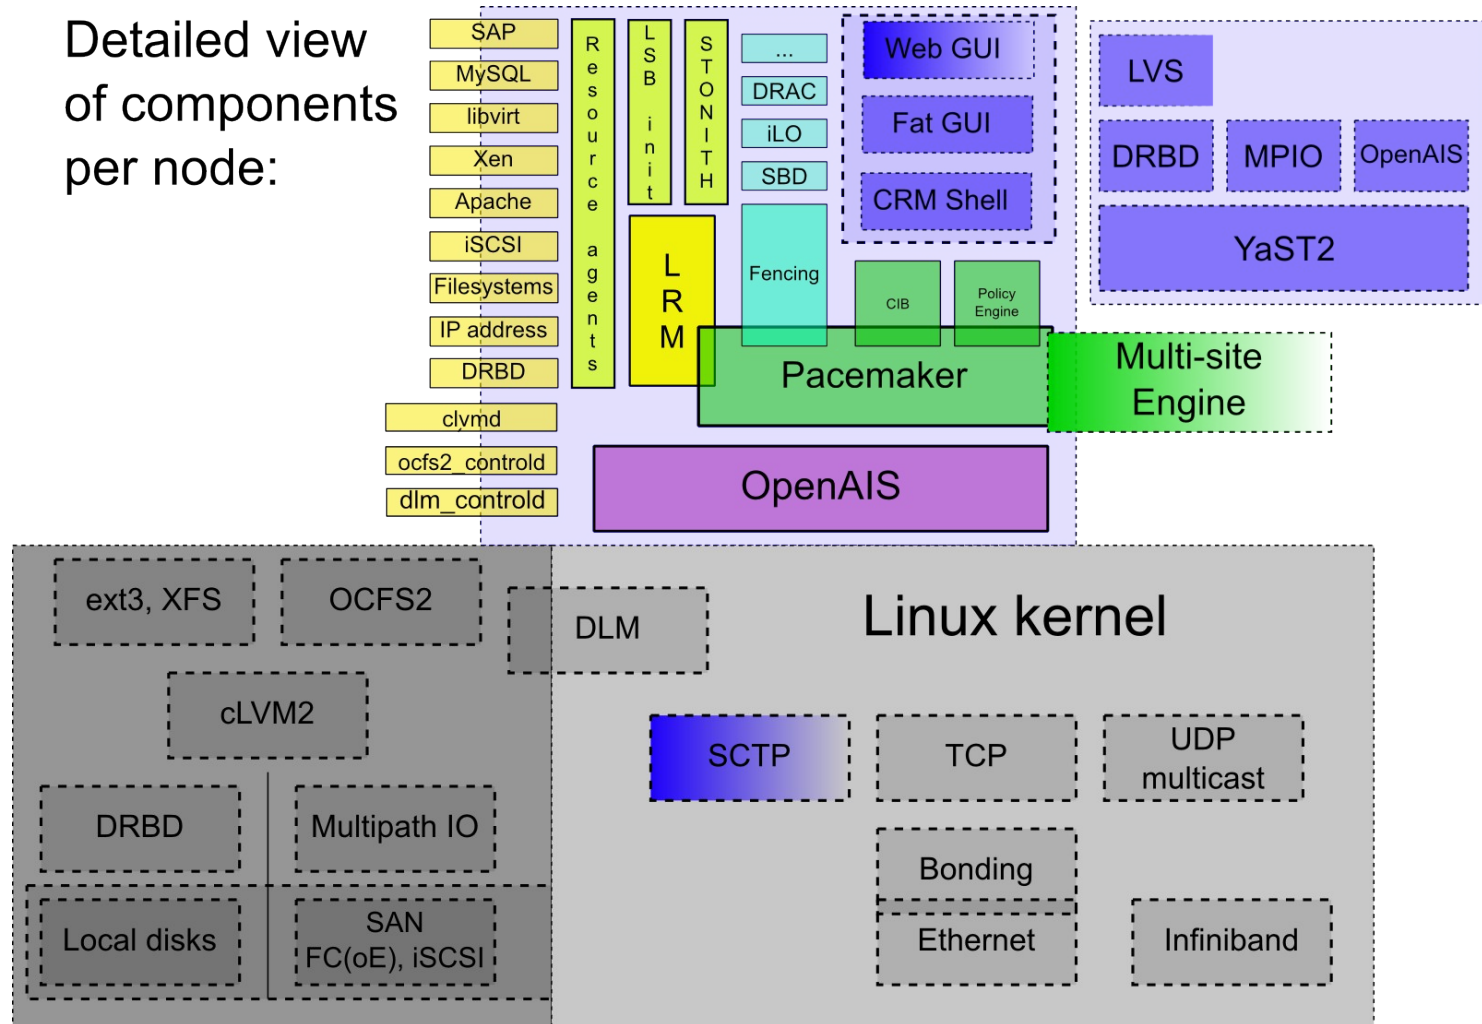 Detailed view
of components
per node:
SAP
MySQL
libvirt
Xen
Apache
iSCSI
Filesystems
IP address
DRBD
clvmd
ocfs2_controld
dlm_controld
Resource agents
LSB init
STONITH
LRM
...
DRAC
iLO
SBD
Fencing
Web GUI
Fat GUI
CRM Shell
CIB
Policy
Engine
Pacemaker
OpenAIS
LVS
DRBD
MPIO
OpenAIS
YaST2
Multi-site
Engine
ext3, XFS
OCFS2
DLM
Linux kernel
cLVM2
SCTP
TCP
UDP
multicast
DRBD
Multipath IO
Bonding
Local disks
SAN
FC(oE), iSCSI
Ethernet
Infiniband